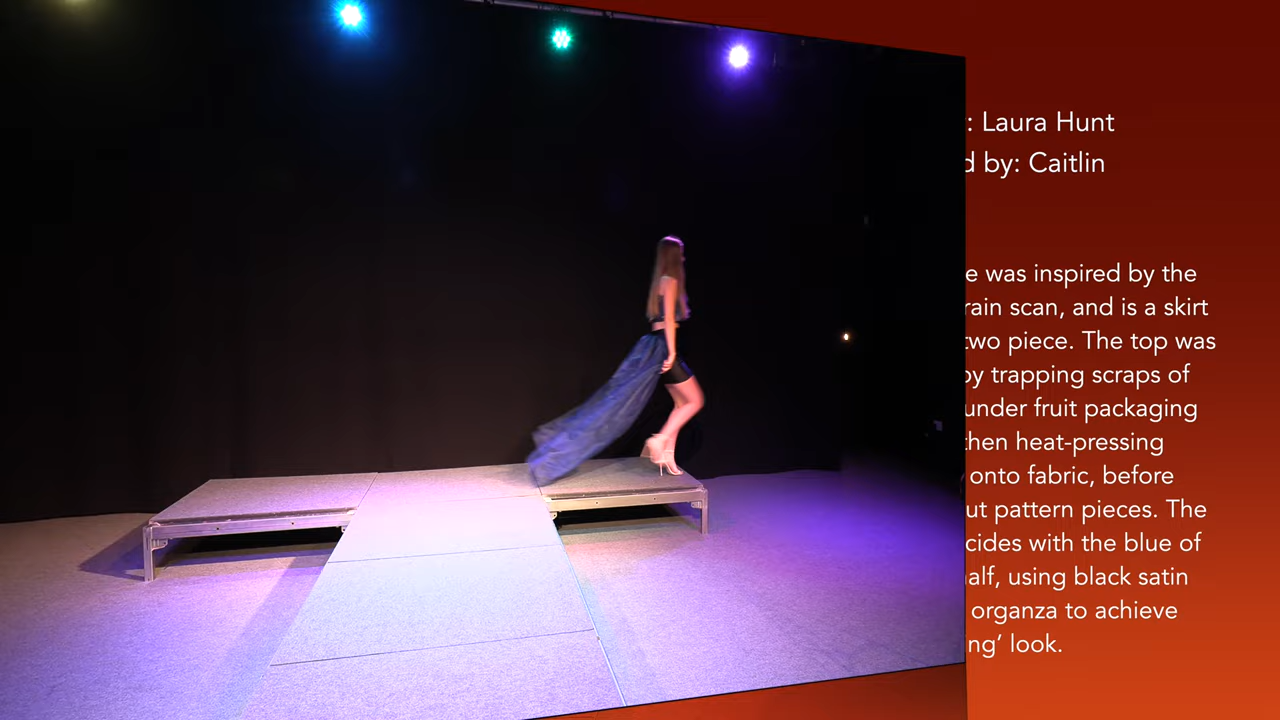 : Laura Hunt
d by: Caitlin
e was inspired by the
rain scan, and is a skirt
two piece. The top was
by trapping scraps of
under fruit packaging
then heat-pressing
onto fabric, before
ut pattern pieces. The
cides with the blue of
alf, using black satin
organza to achieve
ng’ look.